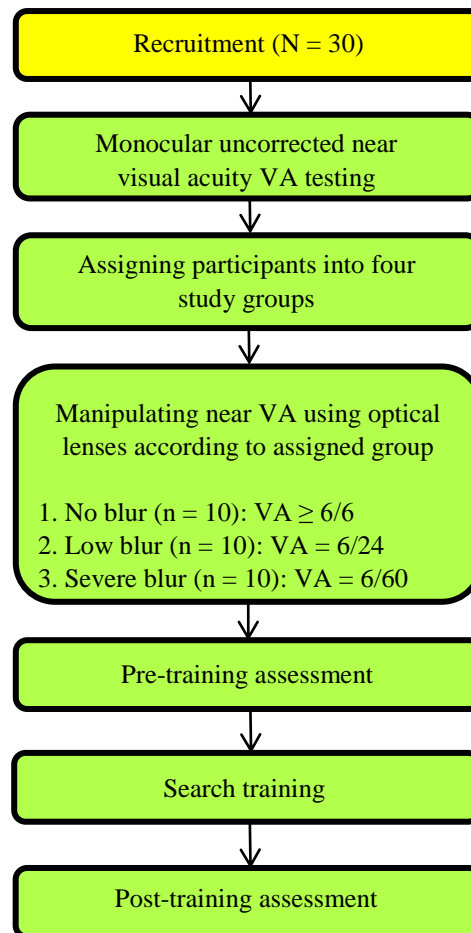 Recruitment (N = 30)
Monocular uncorrected near
visual acuity VA testing
Assigning participants into four
study groups
Manipulating near VA using optical
lenses according to assigned group
1. No blur (n = 10): VA ≥ 6/6
2. Low blur (n = 10): VA = 6/24
3. Severe blur (n = 10): VA = 6/60
Pre-training assessment
Search training
Post-training assessment